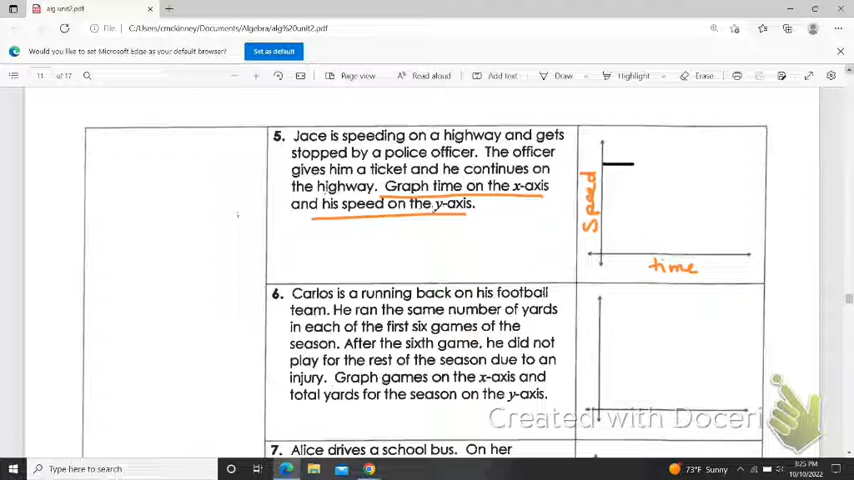 alg unit2.pdf
File
C:/Users/cmckinney/Documents/Algebra/alg%20unit2.pdf
Would you like to set Microsoft Edge as your default browser?
Set as default
11 of 17
Page view
Read aloud
Add text
Draw
Highlight
Erase
5. Jace is speeding on a highway and gets
stopped by a police officer. The officer
gives him a ticket and he continues on
the highway. Graph time on the x-axis
and his speed on the y-axis.
Speed
time
6. Carlos is a running back on his football
team. He ran the same number of yards
in each of the first six games of the
season. After the sixth game, he did not
play for the rest of the season due to an
injury. Graph games on the x-axis and
total yards for the season on the y-axis.
Created with Doceri
7. Alice drives a school bus. On her
Type here to search
73°F Sunny
3:25 PM
10/10/2022